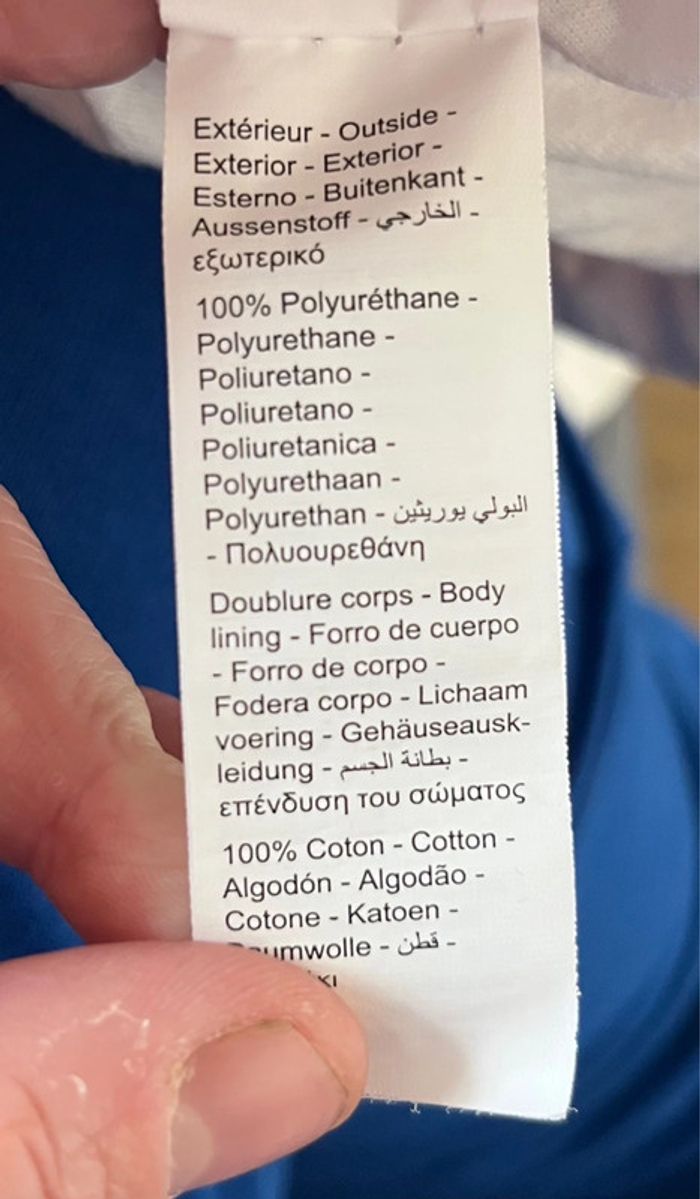 Extérieur - Outside -
Exterior - Exterior -
Esterno - Buitenkant -
Aussenstoff - الخارجي -
εξωτερικό
100% Polyuréthane -
Polyurethane -
Poliuretano -
Poliuretano -
Poliuretanica -
Polyurethaan -
Polyurethan - البولي يوريثين
- Πολυουρεθάνη
Doublure corps - Body
lining - Forro de cuerpo
- Forro de corpo -
Fodera corpo - Lichaam
voering - Gehäuseausk-
leidung - بطانة الجسم -
επένδυση του σώματος
100% Coton - Cotton -
Algodón - Algodão -
Cotone - Katoen -
قطن -